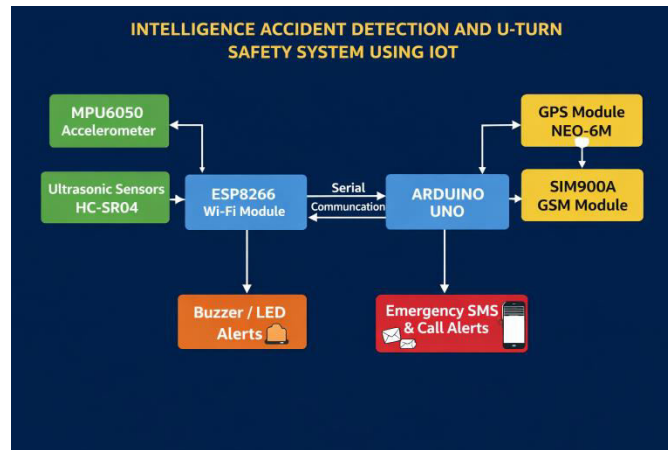 INTELLIGENCE ACCIDENT DETECTION AND U-TURN
SAFETY SYSTEM USING IOT
MPU6050
Accelerometer
GPS Module
NEO-6M
Ultrasonic Sensors
HC-SR04
ESP8266
Wi-Fi Module
Serial
Communcation
ARDUINO
UNO
SIM900A
GSM Module
Buzzer / LED
Alerts
Emergency SMS
& Call Alerts